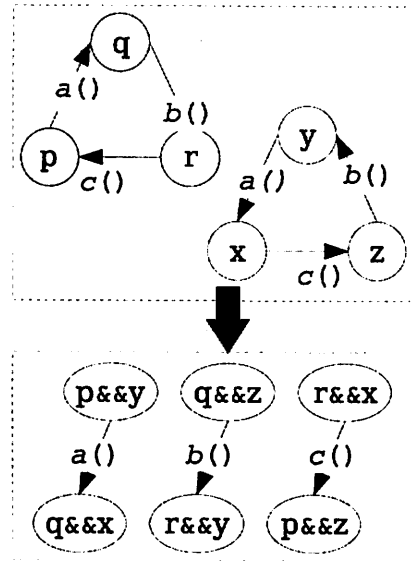 q
a()
b()
p
r
c()
y
a()
b()
x
z
c()
p&&y
q&&z
r&&x
a()
b()
c()
q&&x
r&&y
p&&z